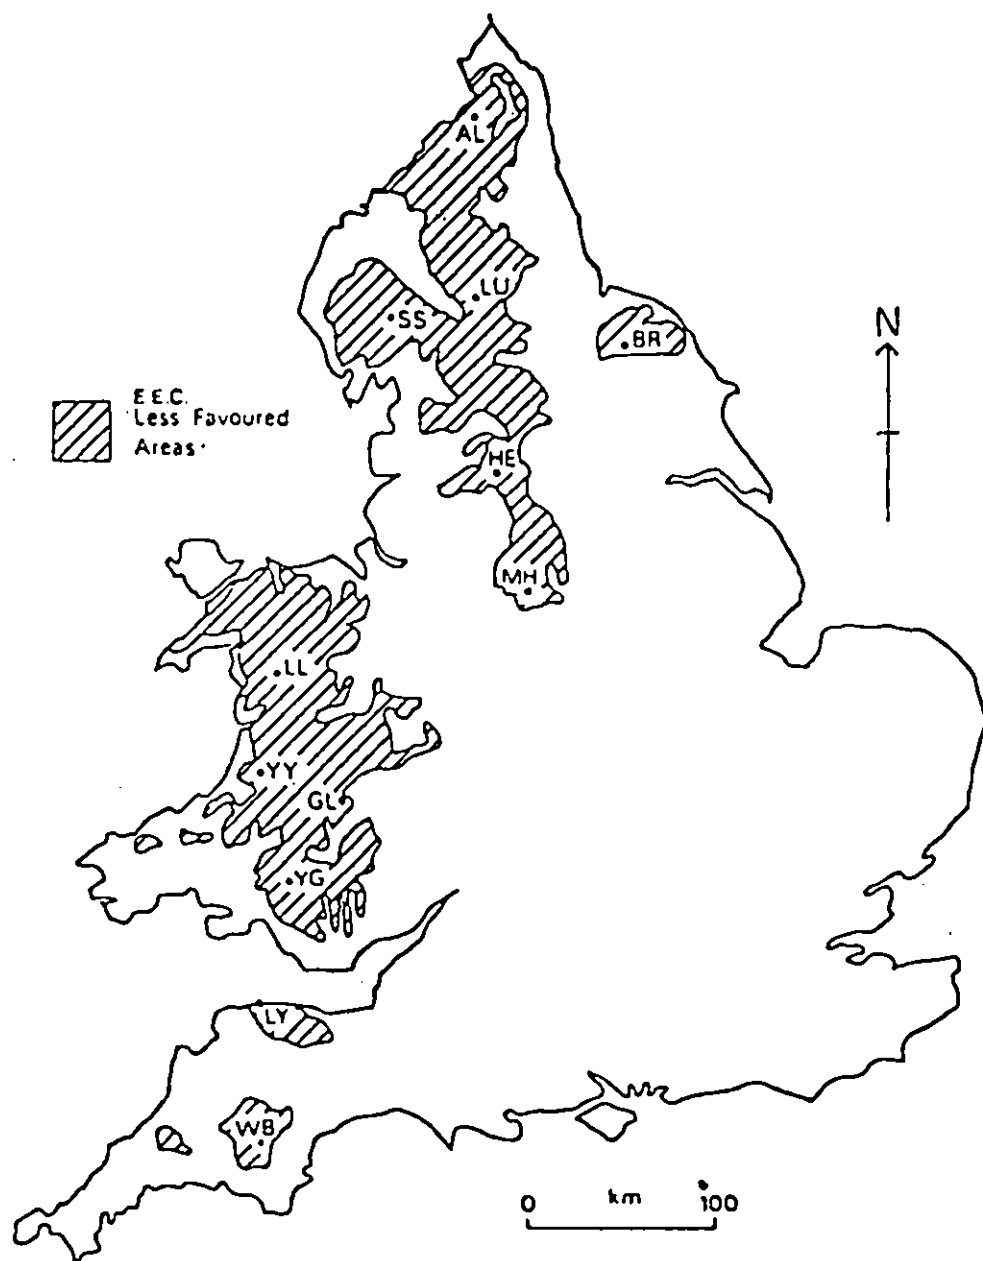 AL
LU
SS
BR
N
E.E.C.
Less Favoured
Areas
HE
MH
LL
YY
GL
YG
LY
WB
km
0 100